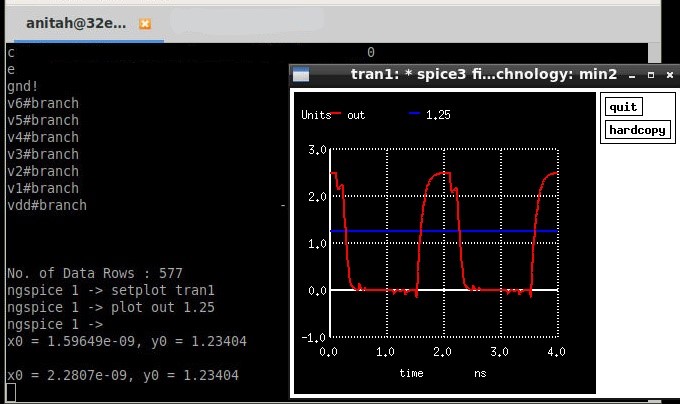 anitah@32e...
c 0
e
gnd!
v6#branch
v5#branch
v4#branch
v3#branch
v2#branch
v1#branch
vdd#branch -
No. of Data Rows : 577
ngspice 1 -> setplot tran1
ngspice 1 -> plot out 1.25
ngspice 1 ->
x0 = 1.59649e-09, y0 = 1.23404
x0 = 2.2807e-09, y0 = 1.23404
tran1: * spice3 fi...chnology: min2
quit
hardcopy
Units out 1.25
3.0
2.0
1.0
0.0
-1.0
0.0 1.0 2.0 3.0 4.0
time ns